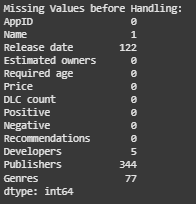 Missing Values before Handling:
AppID 0
Name 1
Release date 122
Estimated owners 0
Required age 0
Price 0
DLC count 0
Positive 0
Negative 0
Recommendations 0
Developers 5
Publishers 344
Genres 77
dtype: int64